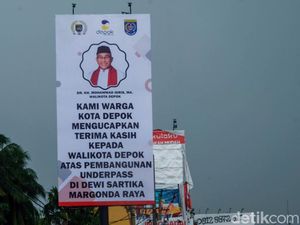 depok
DR. KH. MOHAMMAD IDRIS, MA.
WALIKOTA DEPOK
KAMI WARGA
KOTA DEPOK
MENGUCAPKAN
TERIMA KASIH
KEPADA
WALIKOTA DEPOK
ATAS PEMBANGUNAN
UNDERPASS
DI DEWI SARTIKA
MARGONDA RAYA
detikcom